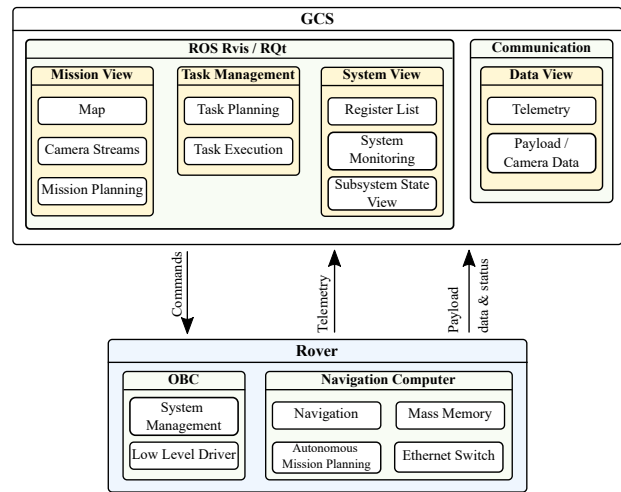 GCS
ROS Rvis / RQt
Mission View
Map
Camera Streams
Mission Planning
Task Management
Task Planning
Task Execution
System View
Register List
System
Monitoring
Subsystem State
View
Communication
Data View
Telemetry
Payload /
Camera Data
Commands
Telemetry
Payload
data & status
Rover
OBC
System
Management
Low Level Driver
Navigation Computer
Navigation
Mass Memory
Autonomous
Mission Planning
Ethernet Switch